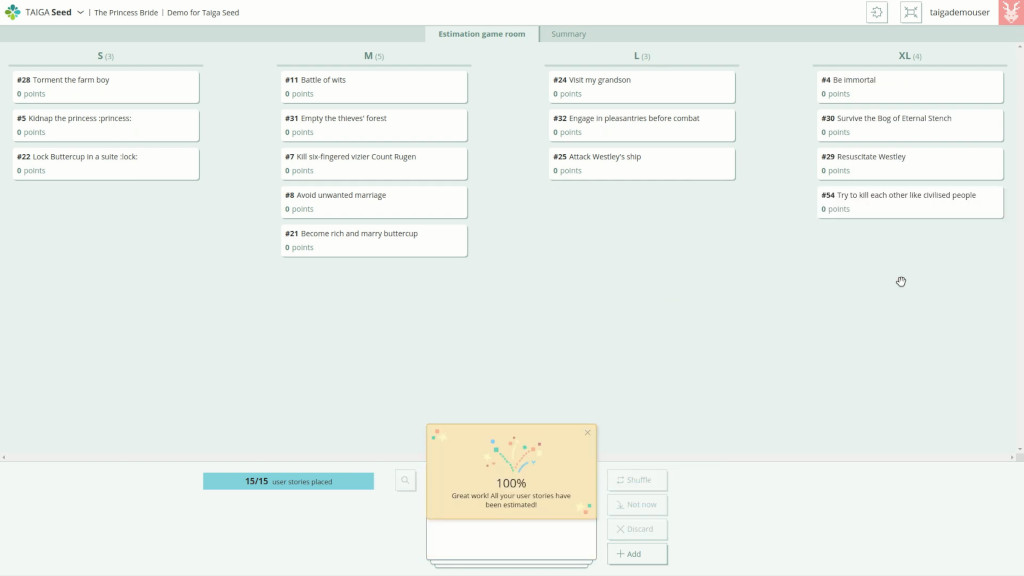 TAIGA Seed | The Princess Bride | Demo for Taiga Seed
taigademouser
Estimation game room
Summary
S (3)
#28 Torment the farm boy
0 points
#5 Kidnap the princess :princess:
0 points
#22 Lock Buttercup in a suite :lock:
0 points
M (5)
#11 Battle of wits
0 points
#31 Empty the thieves' forest
0 points
#7 Kill six-fingered vizier Count Rugen
0 points
#8 Avoid unwanted marriage
0 points
#21 Become rich and marry buttercup
0 points
L (3)
#24 Visit my grandson
0 points
#32 Engage in pleasantries before combat
0 points
#25 Attack Westley's ship
0 points
XL (4)
#4 Be immortal
0 points
#30 Survive the Bog of Eternal Stench
0 points
#29 Resuscitate Westley
0 points
#54 Try to kill each other like civilised people
0 points
15/15 user stories placed
100%
Great work! All your user stories have
been estimated!
Shuffle
Not now
Discard
Add